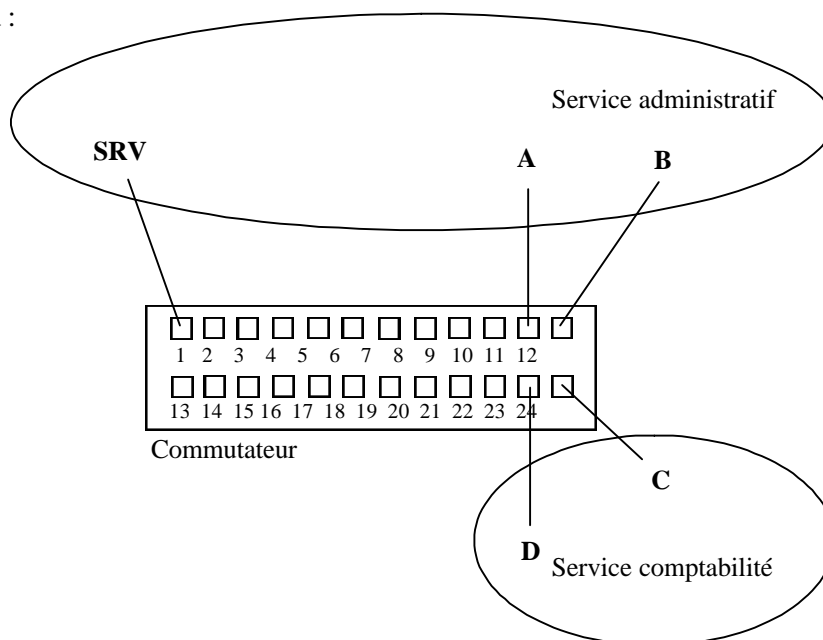 :
Service administratif
SRV A B
1 2 3 4 5 6 7 8 9 10 11 12
13 14 15 16 17 18 19 20 21 22 23 24
Commutateur
C
D
Service comptabilité